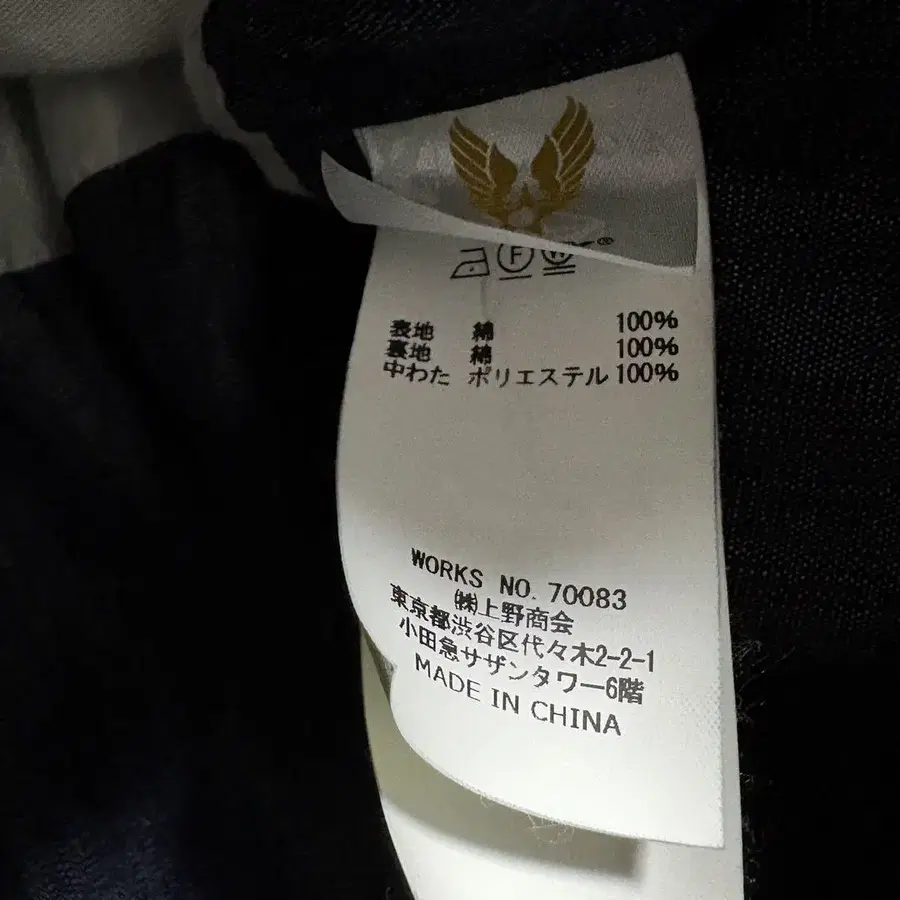 ®
F
W
表地 綿 100%
裏地 綿 100%
中わた ポリエステル 100%
WORKS NO. 70083
㈱上野商会
東京都渋谷区代々木2-2-1
小田急サザンタワー6階
MADE IN CHINA